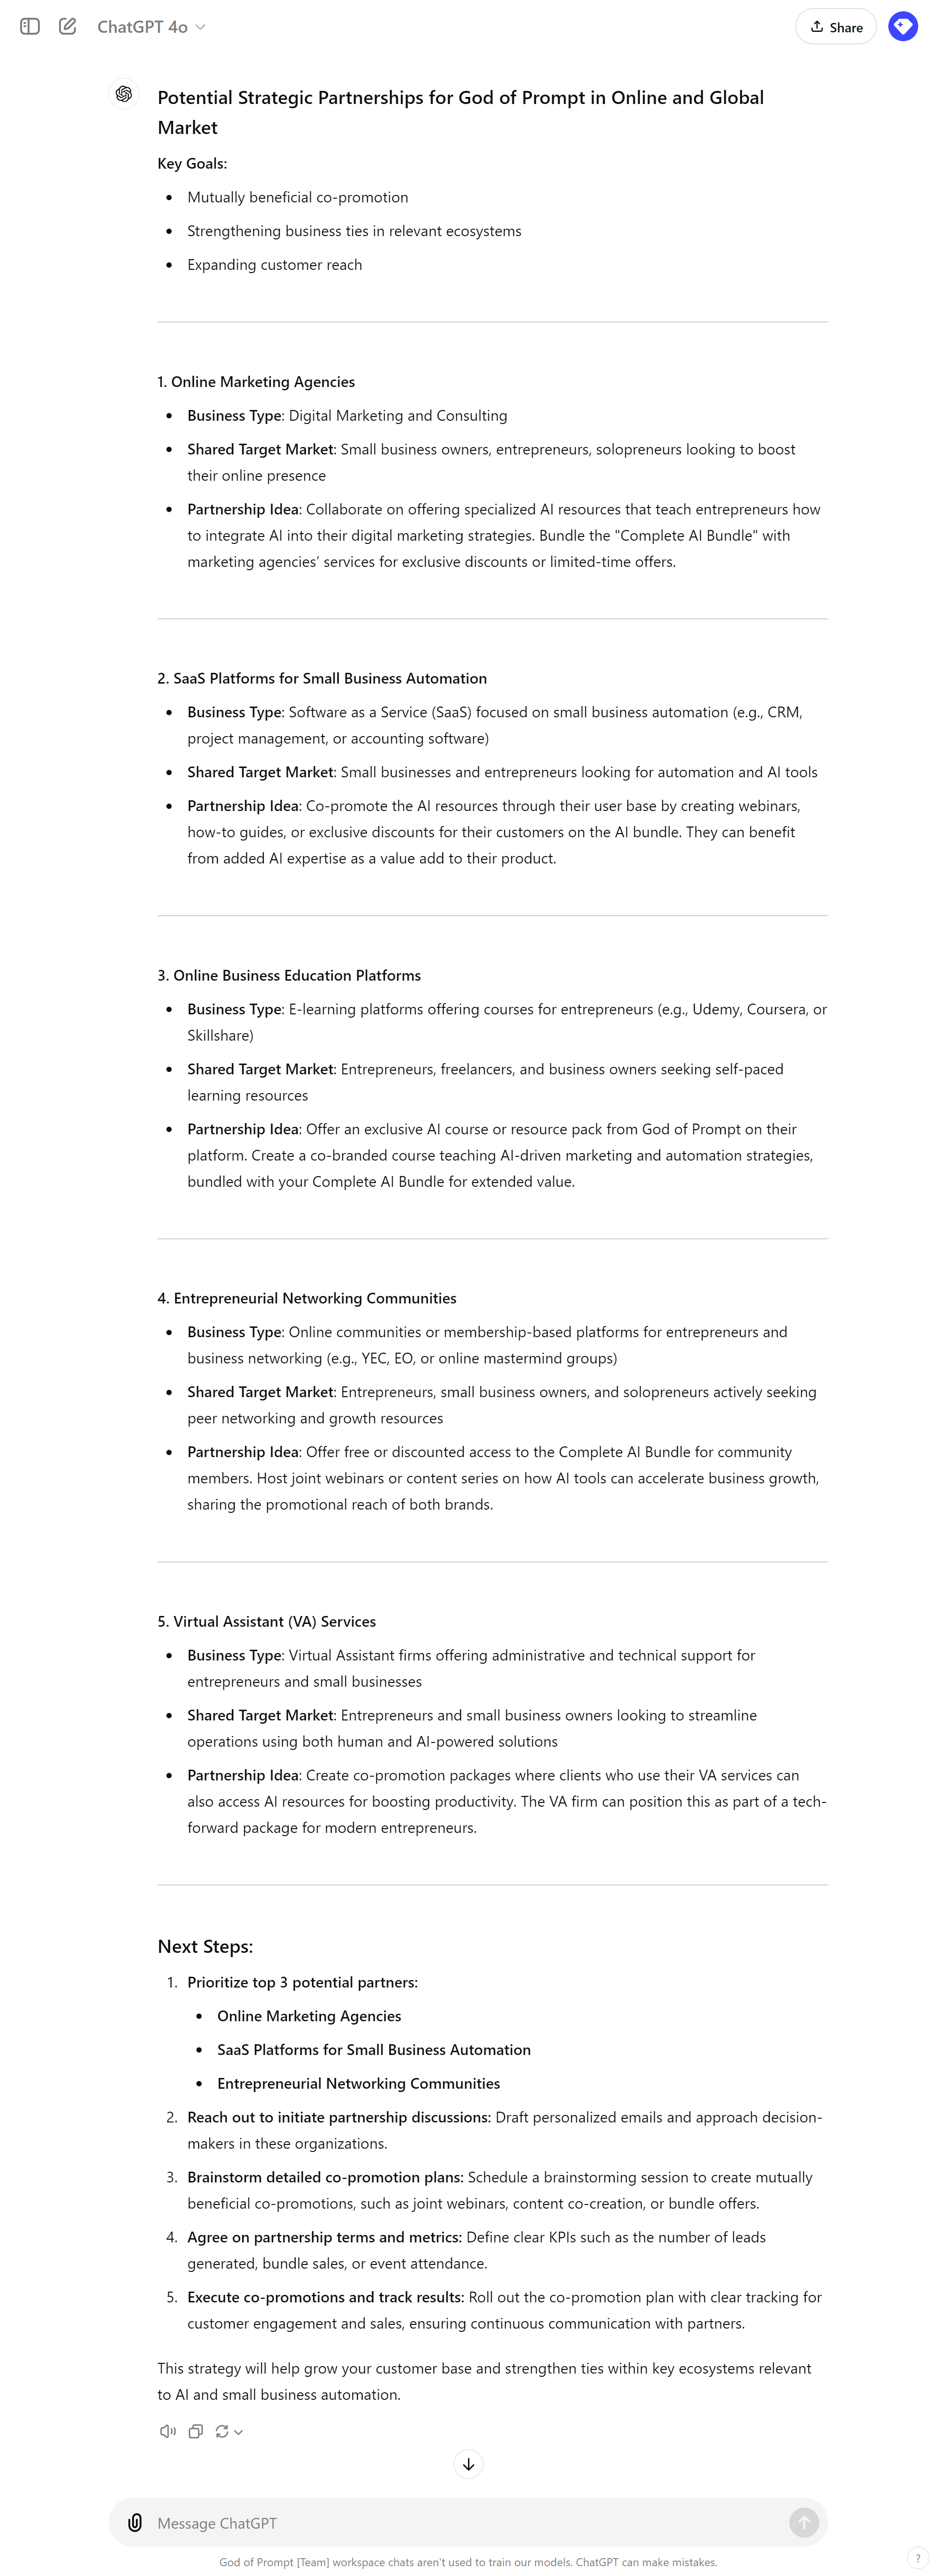 ChatGPT 4o
Share
Potential Strategic Partnerships for God of Prompt in Online and Global
Market
Key Goals:
• Mutually beneficial co-promotion
• Strengthening business ties in relevant ecosystems
• Expanding customer reach
1. Online Marketing Agencies
• Business Type: Digital Marketing and Consulting
• Shared Target Market: Small business owners, entrepreneurs, solopreneurs looking to boost
their online presence
• Partnership Idea: Collaborate on offering specialized AI resources that teach entrepreneurs how
to integrate AI into their digital marketing strategies. Bundle the "Complete AI Bundle" with
marketing agencies’ services for exclusive discounts or limited-time offers.
2. SaaS Platforms for Small Business Automation
• Business Type: Software as a Service (SaaS) focused on small business automation (e.g., CRM,
project management, or accounting software)
• Shared Target Market: Small businesses and entrepreneurs looking for automation and AI tools
• Partnership Idea: Co-promote the AI resources through their user base by creating webinars,
how-to guides, or exclusive discounts for their customers on the AI bundle. They can benefit
from added AI expertise as a value add to their product.
3. Online Business Education Platforms
• Business Type: E-learning platforms offering courses for entrepreneurs (e.g., Udemy, Coursera, or
Skillshare)
• Shared Target Market: Entrepreneurs, freelancers, and business owners seeking self-paced
learning resources
• Partnership Idea: Offer an exclusive AI course or resource pack from God of Prompt on their
platform. Create a co-branded course teaching AI-driven marketing and automation strategies,
bundled with your Complete AI Bundle for extended value.
4. Entrepreneurial Networking Communities
• Business Type: Online communities or membership-based platforms for entrepreneurs and
business networking (e.g., YEC, EO, or online mastermind groups)
• Shared Target Market: Entrepreneurs, small business owners, and solopreneurs actively seeking
peer networking and growth resources
• Partnership Idea: Offer free or discounted access to the Complete AI Bundle for community
members. Host joint webinars or content series on how AI tools can accelerate business growth,
sharing the promotional reach of both brands.
5. Virtual Assistant (VA) Services
• Business Type: Virtual Assistant firms offering administrative and technical support for
entrepreneurs and small businesses
• Shared Target Market: Entrepreneurs and small business owners looking to streamline
operations using both human and AI-powered solutions
• Partnership Idea: Create co-promotion packages where clients who use their VA services can
also access AI resources for boosting productivity. The VA firm can position this as part of a tech-
forward package for modern entrepreneurs.
Next Steps:
1. Prioritize top 3 potential partners:
• Online Marketing Agencies
• SaaS Platforms for Small Business Automation
• Entrepreneurial Networking Communities
2. Reach out to initiate partnership discussions: Draft personalized emails and approach decision-
makers in these organizations.
3. Brainstorm detailed co-promotion plans: Schedule a brainstorming session to create mutually
beneficial co-promotions, such as joint webinars, content co-creation, or bundle offers.
4. Agree on partnership terms and metrics: Define clear KPIs such as the number of leads
generated, bundle sales, or event attendance.
5. Execute co-promotions and track results: Roll out the co-promotion plan with clear tracking for
customer engagement and sales, ensuring continuous communication with partners.
This strategy will help grow your customer base and strengthen ties within key ecosystems relevant
to AI and small business automation.
Message ChatGPT
God of Prompt [Team] workspace chats aren't used to train our models. ChatGPT can make mistakes.
?